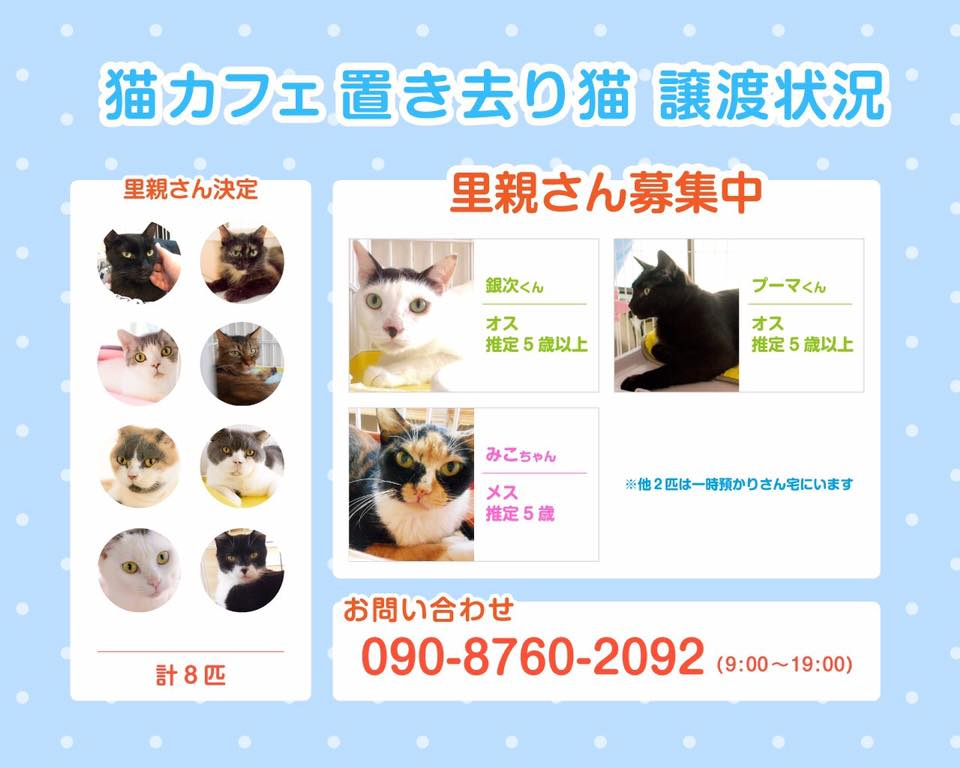 猫カフェ置き去り猫 譲渡状況
里親さん決定
計8匹
里親さん募集中
銀次くん
オス
推定5歳以上
プーマくん
オス
推定5歳以上
みこちゃん
メス
推定5歳
※他2匹は一時預かりさん宅にいます
お問い合わせ
090-8760-2092 (9:00～19:00)